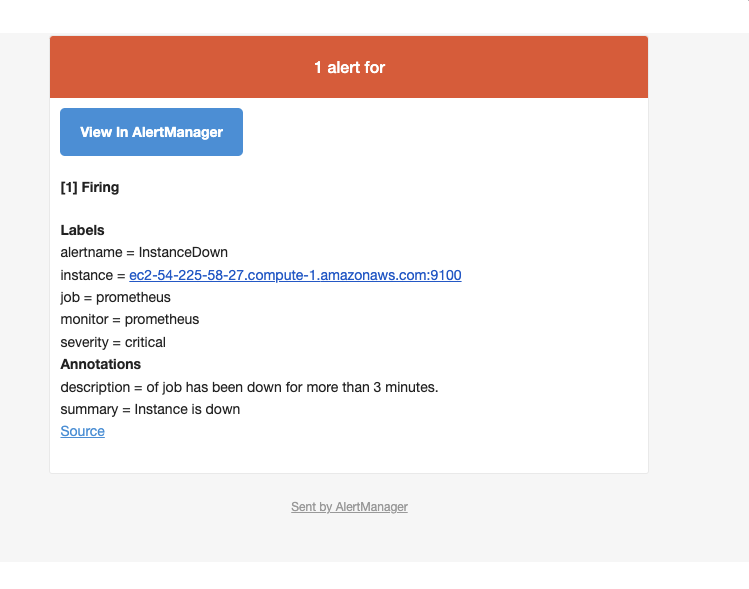 1 alert for
View In AlertManager
[1] Firing
Labels
alertname = InstanceDown
instance = ec2-54-225-58-27.compute-1.amazonaws.com:9100
job = prometheus
monitor = prometheus
severity = critical
Annotations
description = of job has been down for more than 3 minutes.
summary = Instance is down
Source
Sent by AlertManager